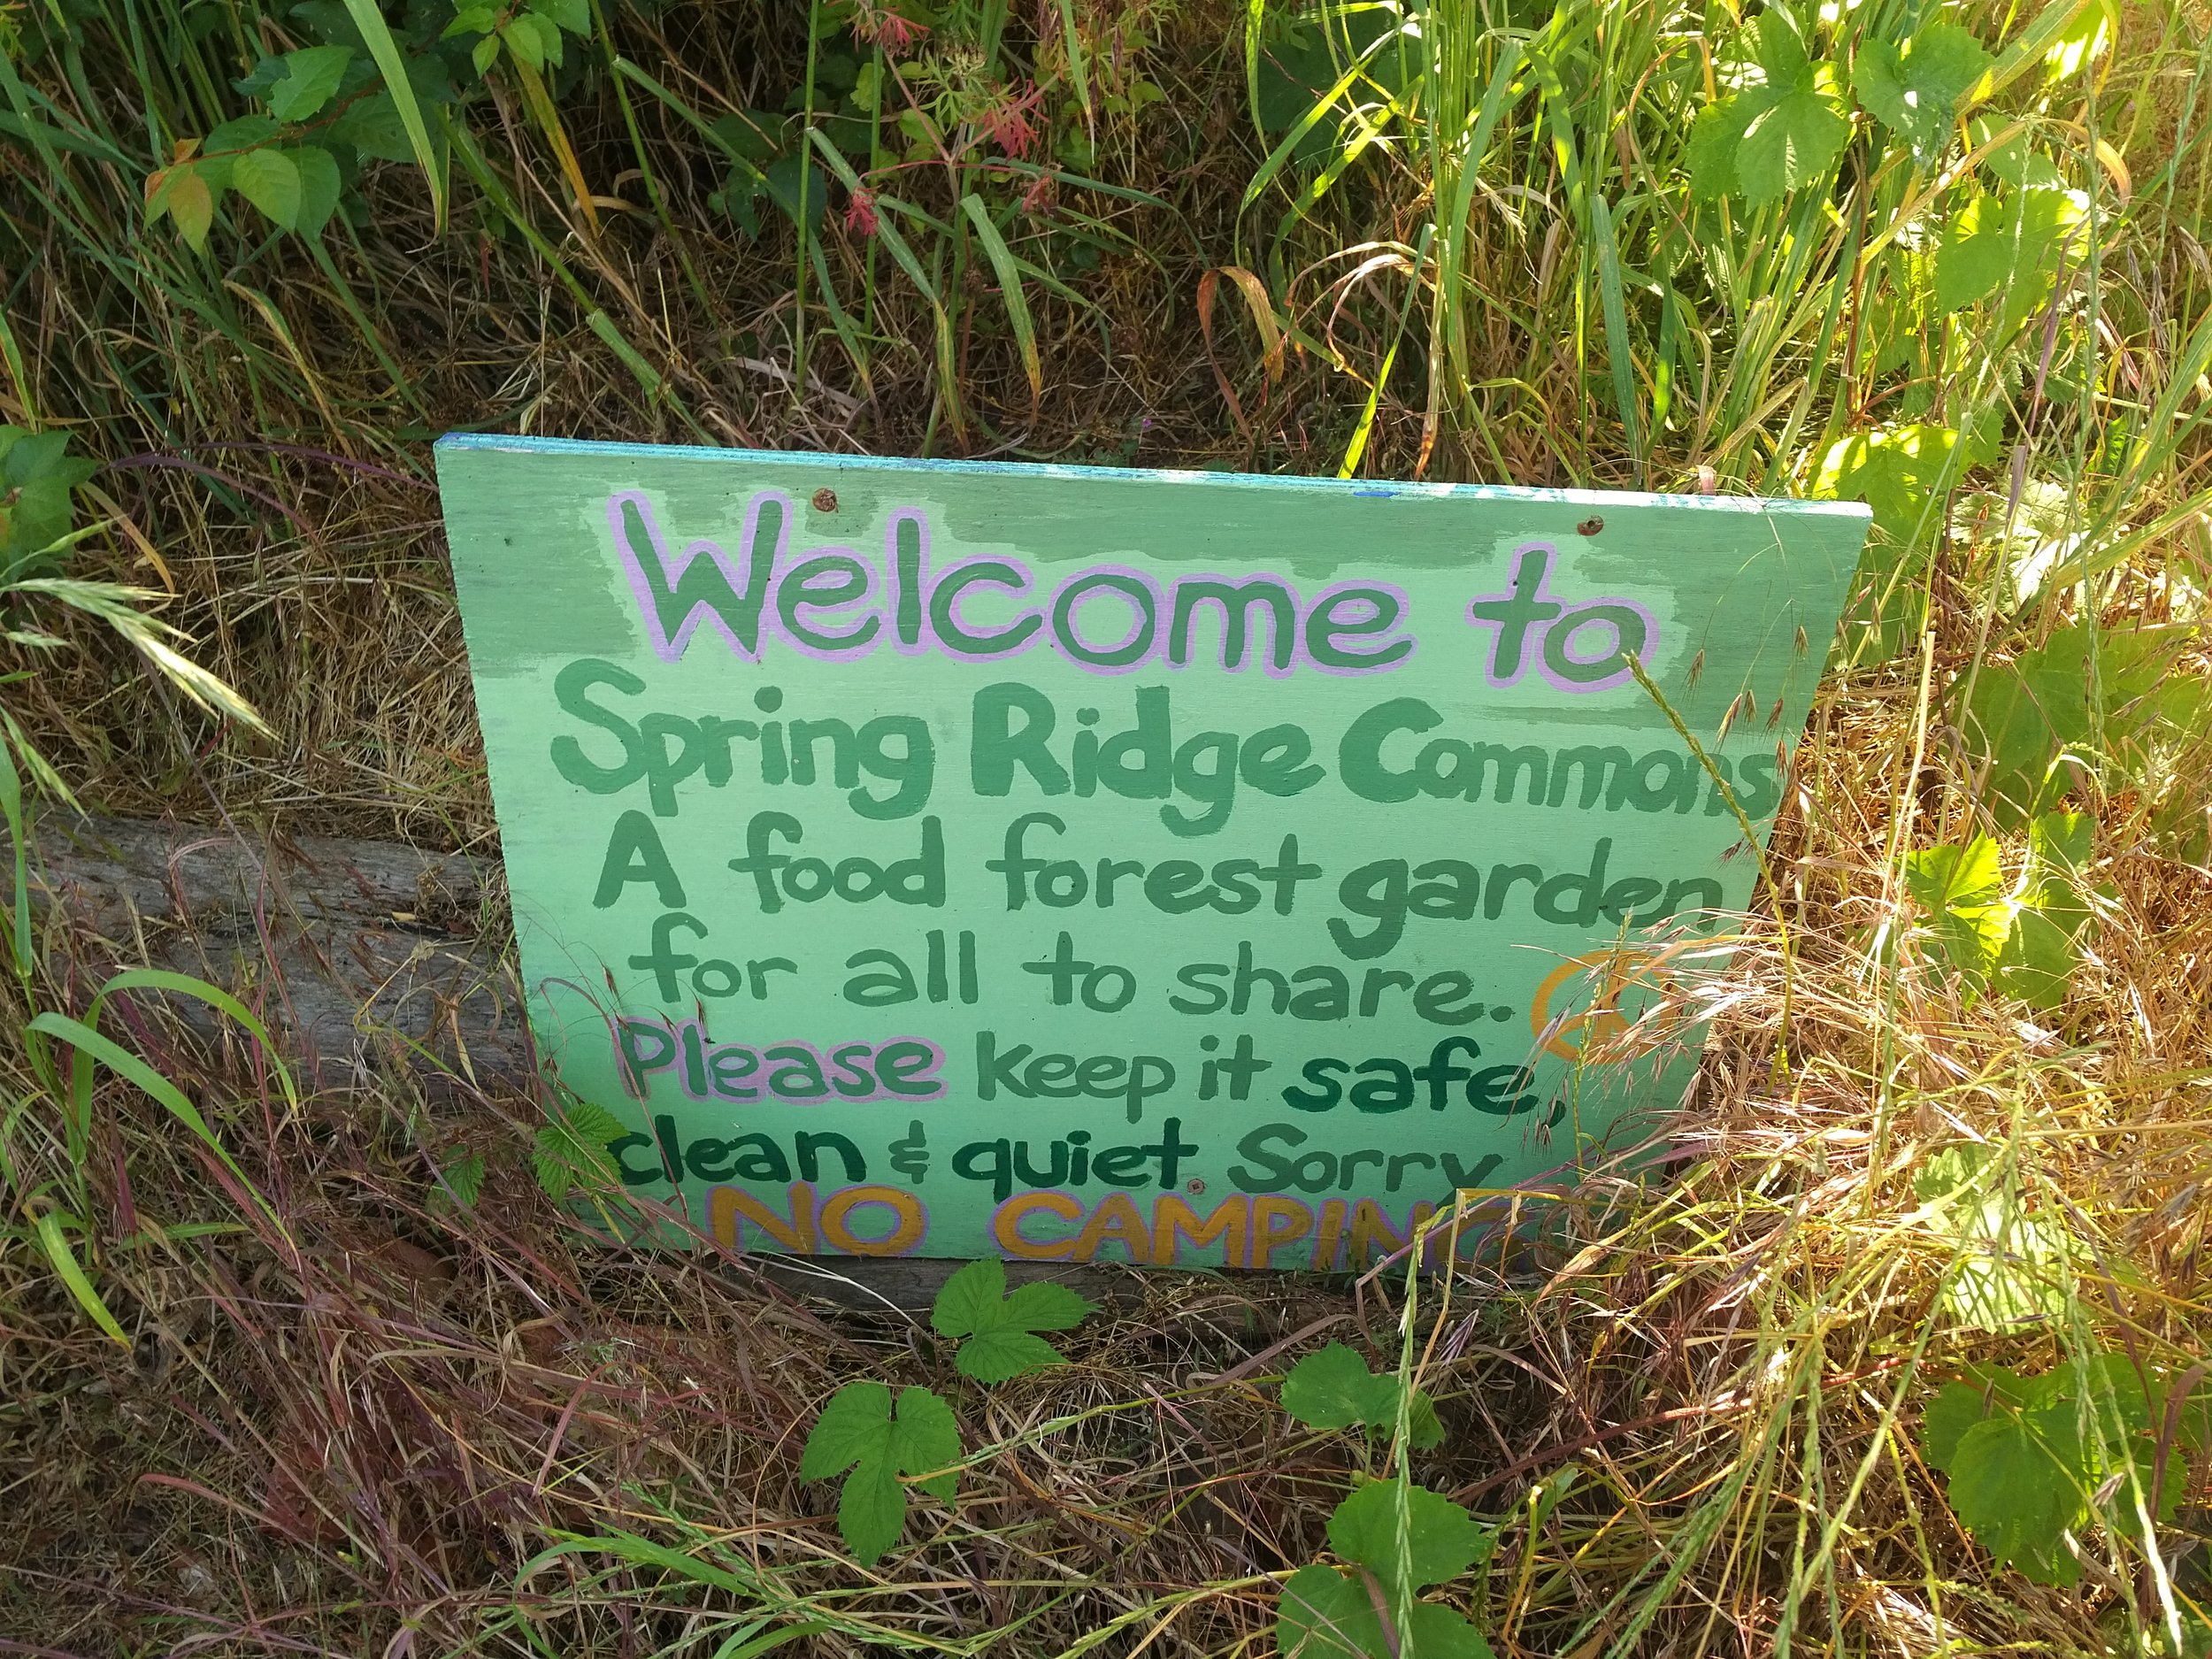 Welcome to
Spring Ridge Commons
A food forest garden
for all to share.
Please keep it safe,
clean & quiet Sorry
NO CAMPING